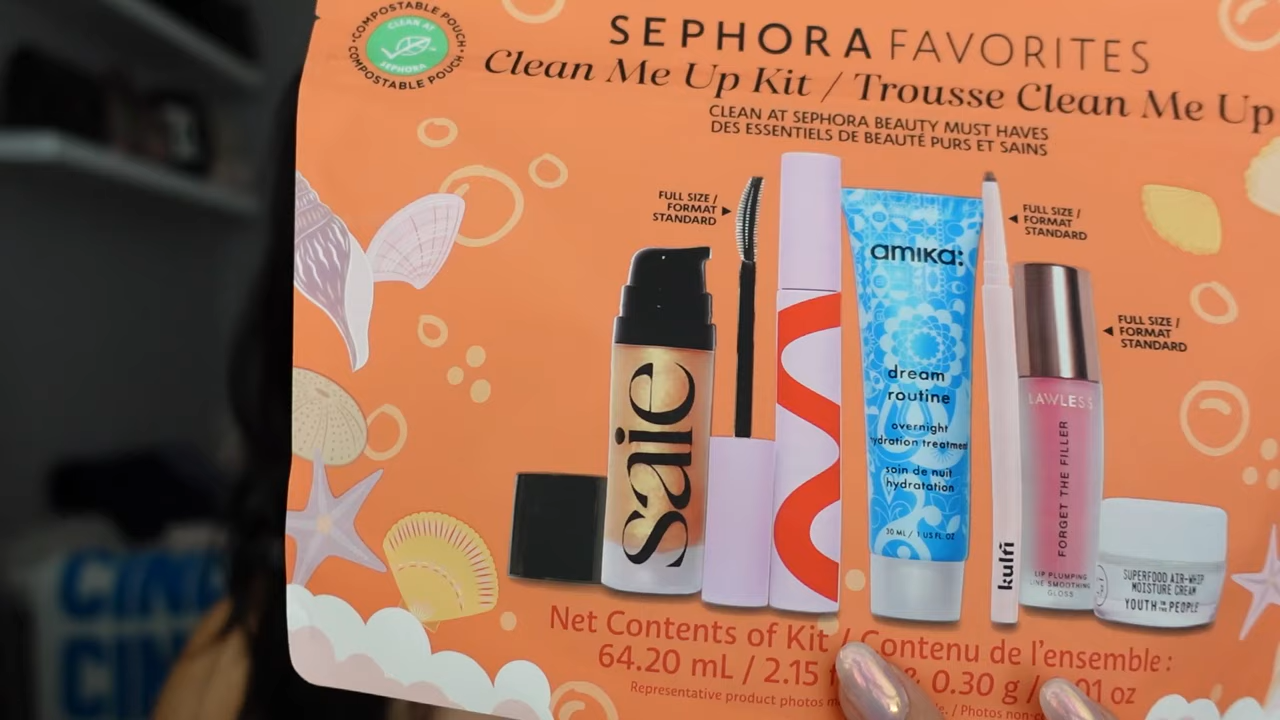 COMPOSTABLE POUCH
CLEAN AT
SEPHORA
COMPOSTABLE POUCH
SEPHORA FAVORITES
Clean Me Up Kit / Trousse Clean Me Up
CLEAN AT SEPHORA BEAUTY MUST HAVES
DES ESSENTIELS DE BEAUTÉ PURS ET SAINS
FULL SIZE /
FORMAT
STANDARD
FULL SIZE /
FORMAT
STANDARD
FULL SIZE /
FORMAT
STANDARD
saie
amika:
dream
routine
overnight
hydration treatment
soin de nuit
hydratation
30 ML / 1 US FL OZ
kulfi
LAWLESS
FORGET THE FILLER
LIP PLUMPING
LINE SMOOTHING
GLOSS
SUPERFOOD AIR-WHIP
MOISTURE CREAM
YOUTH TO THE PEOPLE
Net Contents of Kit / Contenu de l'ensemble :
64.20 mL / 2.15 & 0.30 g / 01 oz
Representative product photos / Photos
CINE
CINE